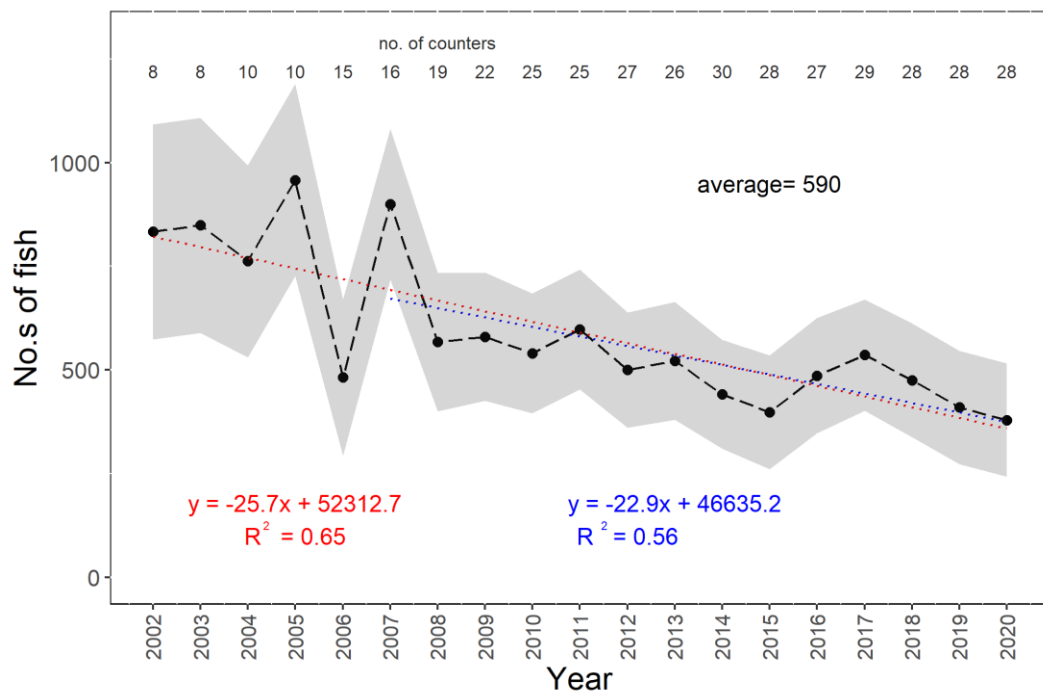 no. of counters
8 8 10 10 15 16 19 22 25 25 27 26 30 28 27 29 28 28 28
1000
average= 590
No.s of fish
500
y = -25.7x + 52312.7
R² = 0.65
y = -22.9x + 46635.2
R² = 0.56
0
2002 2003 2004 2005 2006 2007 2008 2009 2010 2011 2012 2013 2014 2015 2016 2017 2018 2019 2020
Year